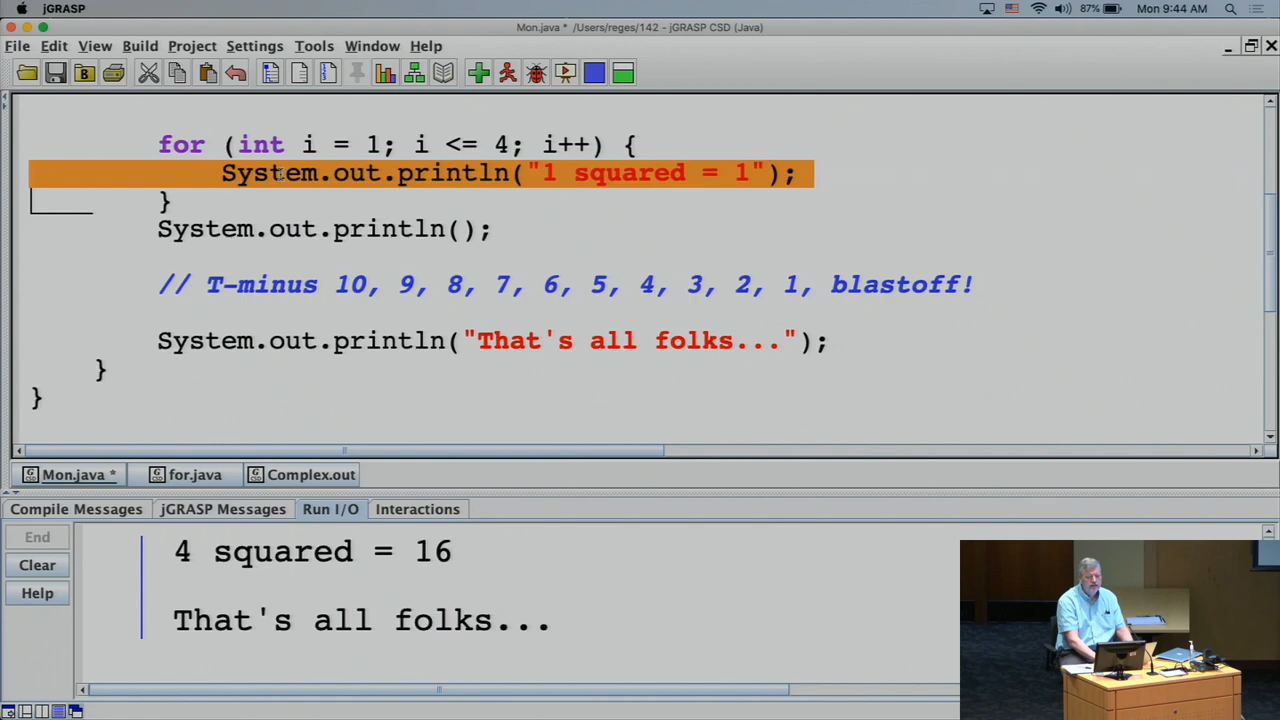 jGRASP 87% Mon 9:44 AM
Mon.java * /Users/reges/142 - jGRASP CSD (Java)
File Edit View Build Project Settings Tools Window Help
B
for (int i = 1; i <= 4; i++) {
System.out.println("1 squared = 1");
}
System.out.println();
// T-minus 10, 9, 8, 7, 6, 5, 4, 3, 2, 1, blastoff!
System.out.println("That's all folks...");
}
}
Mon.java * for.java Complex.out
Compile Messages jGRASP Messages Run I/O Interactions
End
Clear
Help
4 squared = 16
That's all folks...